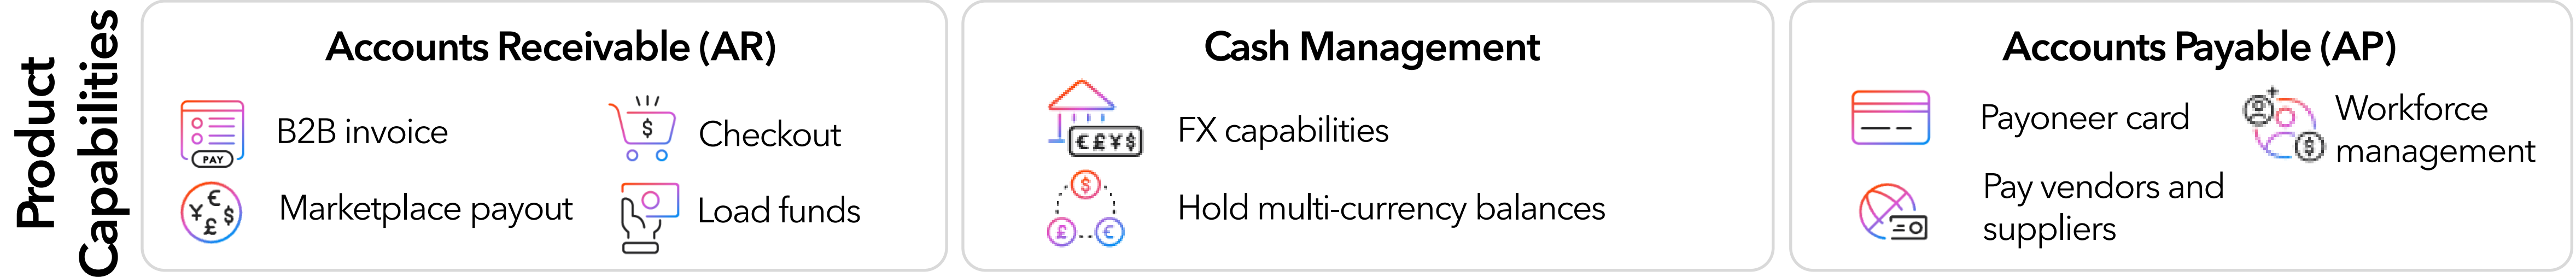 Product
Capabilities
Accounts Receivable (AR)
B2B invoice
PAY
Checkout
$
Marketplace payout
€
¥ $
£
Load funds
Cash Management
FX capabilities
€£¥$
Hold multi-currency balances
$
£
€
Accounts Payable (AP)
Payoneer card
Workforce
management
$
Pay vendors and
suppliers